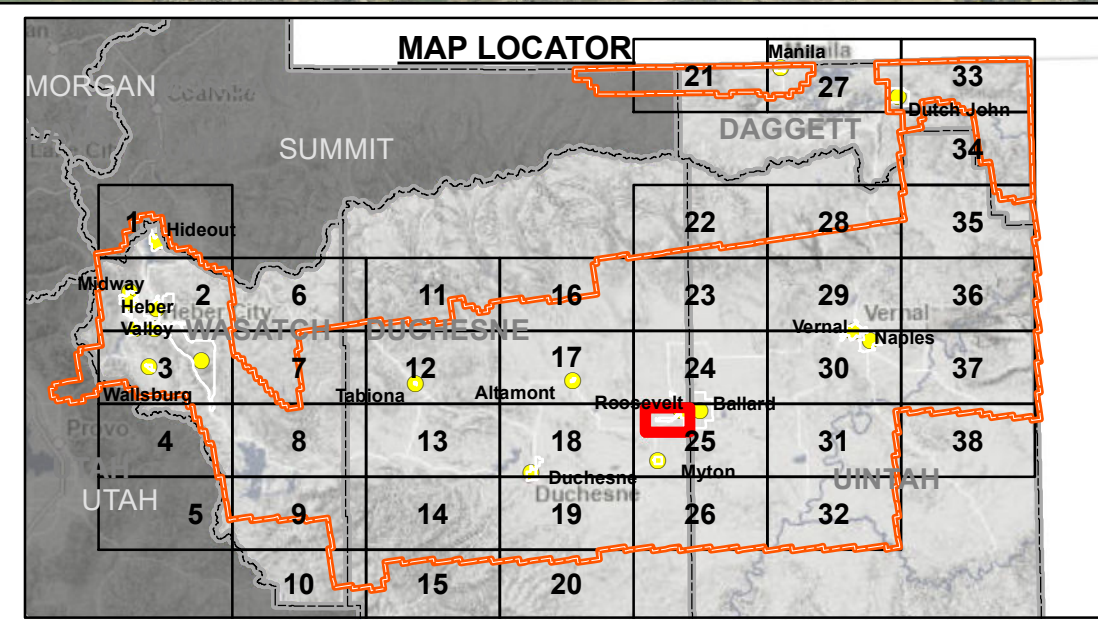 MAP LOCATOR
Manila
Manila
21
27
33
MORGAN
Coalville
Dutch John
DAGGETT
SUMMIT
34
1
Hideout
22
28
35
Midway
2
6
11
16
23
29
36
Heber
Valley
Heber City
WASATCH
DUCHESNE
Vernal
Vernal
Naples
3
7
12
17
24
30
37
Wallsburg
Tabiona
Altamont
Roosevelt
Ballard
Provo
4
8
13
18
25
31
38
Duchesne
Duchesne
Myton
UINTAH
UTAH
5
9
14
19
26
32
10
15
20